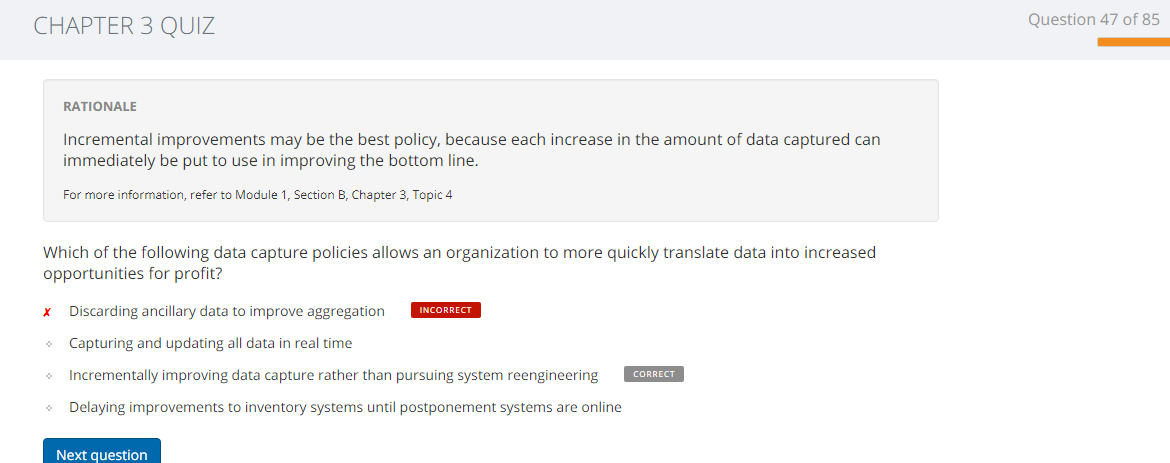 CHAPTER 3 QUIZ
Question 47 of 85
RATIONALE
Incremental improvements may be the best policy, because each increase in the amount of data captured can
immediately be put to use in improving the bottom line.
For more information, refer to Module 1, Section B, Chapter 3, Topic 4
Which of the following data capture policies allows an organization to more quickly translate data into increased
opportunities for profit?
Discarding ancillary data to improve aggregation INCORRECT
Capturing and updating all data in real time
Incrementally improving data capture rather than pursuing system reengineering CORRECT
Delaying improvements to inventory systems until postponement systems are online
Next question